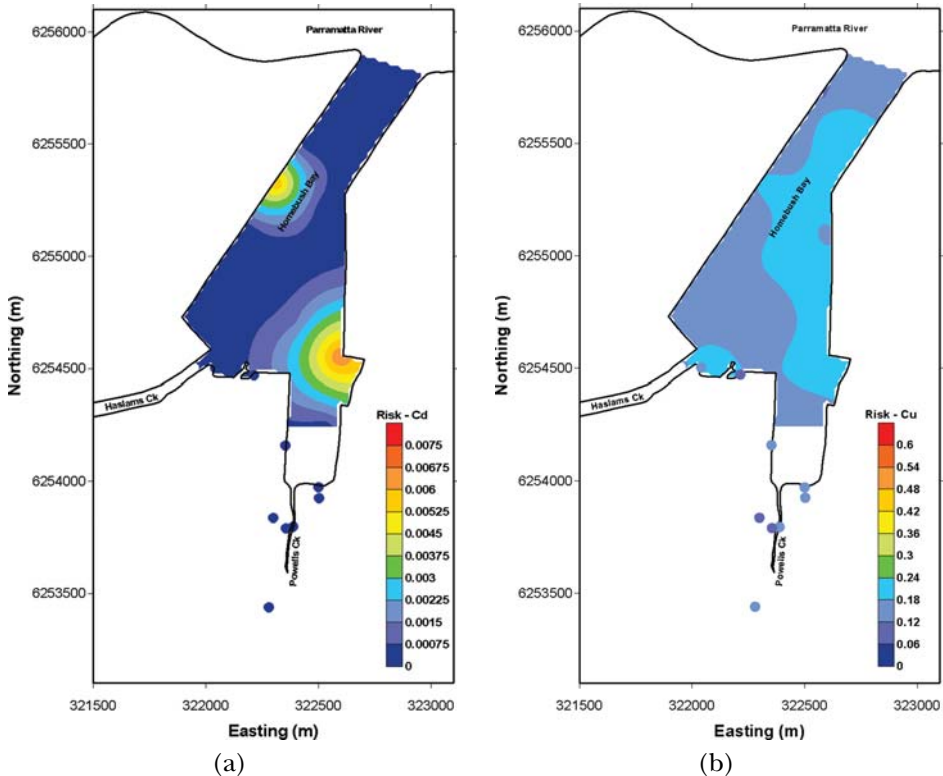 6256000
6255500
6255000
6254500
6254000
6253500
Northing (m)
Parramatta River
Homebush Bay
Haslams Ck
Powells Ck
Risk - Cd
0.0075
0.00675
0.006
0.00525
0.0045
0.00375
0.003
0.00225
0.0015
0.00075
0
321500
322000
322500
323000
Easting (m)
(a)
6256000
6255500
6255000
6254500
6254000
6253500
Northing (m)
Parramatta River
Homebush Bay
Haslams Ck
Powells Ck
Risk - Cu
0.6
0.54
0.48
0.42
0.36
0.3
0.24
0.18
0.12
0.06
0
321500
322000
322500
323000
Easting (m)
(b)